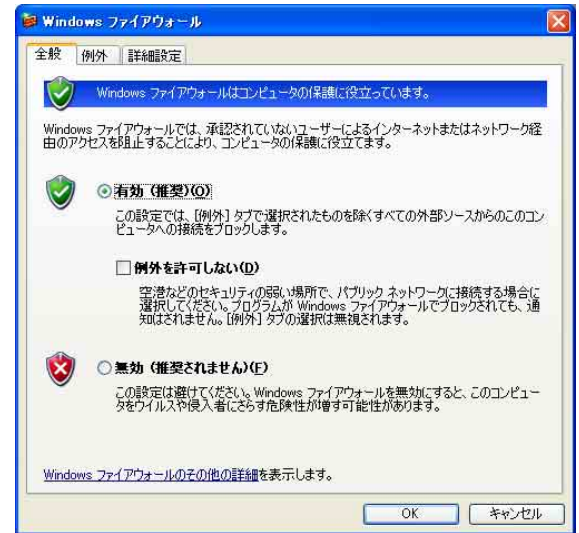 Windows ファイアウォール
全般 例外 詳細設定
Windows ファイアウォールはコンピュータの保護に役立っています。
Windows ファイアウォールでは、承認されていないユーザーによるインターネットまたはネットワーク経
由のアクセスを阻止することにより、コンピュータの保護に役立てます。
有効 (推奨)(O)
この設定では、[例外] タブで選択されたものを除くすべての外部ソースからのこのコン
ピュータへの接続をブロックします。
例外を許可しない(D)
空港などのセキュリティの弱い場所で、パブリック ネットワークに接続する場合に
選択してください。プログラムが Windows ファイアウォールでブロックされても、通
知はされません。[例外] タブの選択は無視されます。
無効 (推奨されません)(F)
この設定は避けてください。Windows ファイアウォールを無効にすると、このコンピュー
タをウイルスや侵入者にさらす危険性が増す可能性があります。
Windows ファイアウォールのその他の詳細を表示します。
OK キャンセル